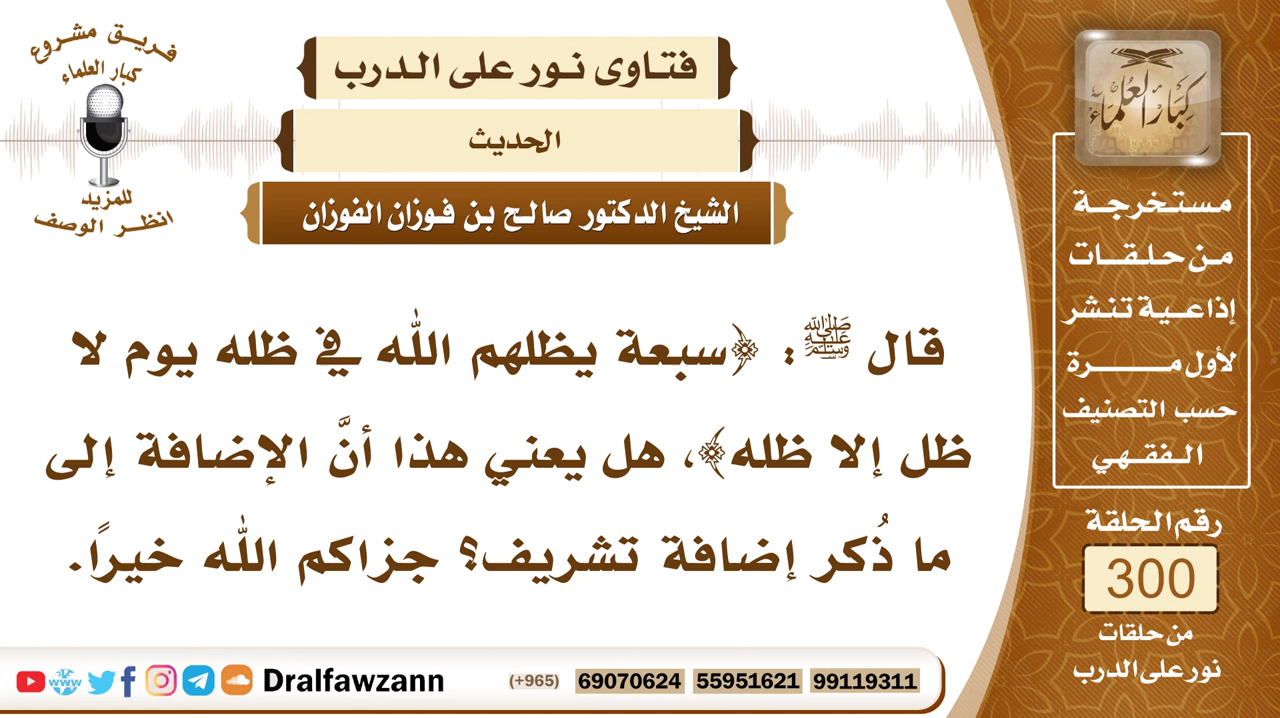 فريق مشروع
كبار العلماء
للمزيد
انظر الوصف
فتاوى نور على الدرب
الحديث
الشيخ الدكتور صالح بن فوزان الفوزان
كبار العلماء
مستخرجة
من حلقات
إذاعية تنشر
لأول مرة
حسب التصنيف
الفقهي
رقم الحلقة
300
من حلقات
نور على الدرب
قال ﷺ : ﴿سبعة يظلهم الله في ظله يوم لا
ظل إلا ظله﴾، هل يعني هذا أنَّ الإضافة إلى
ما ذُكر إضافة تشريف؟ جزاكم الله خيراً.
www Dralfawzann (+965) 69070624 55951621 99119311